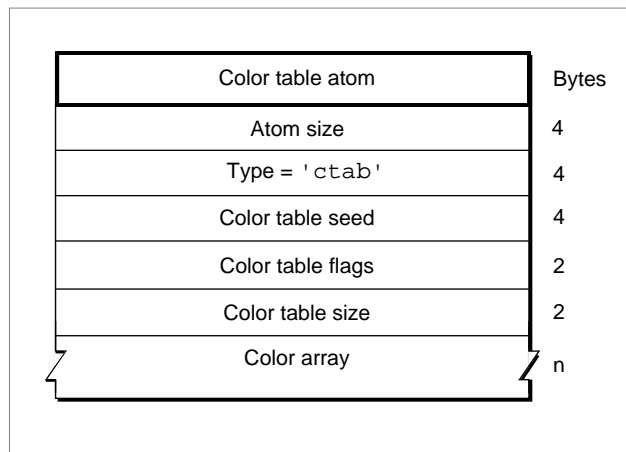 Color table atom Bytes
Atom size 4
Type = 'ctab' 4
Color table seed 4
Color table flags 2
Color table size 2
Color array n